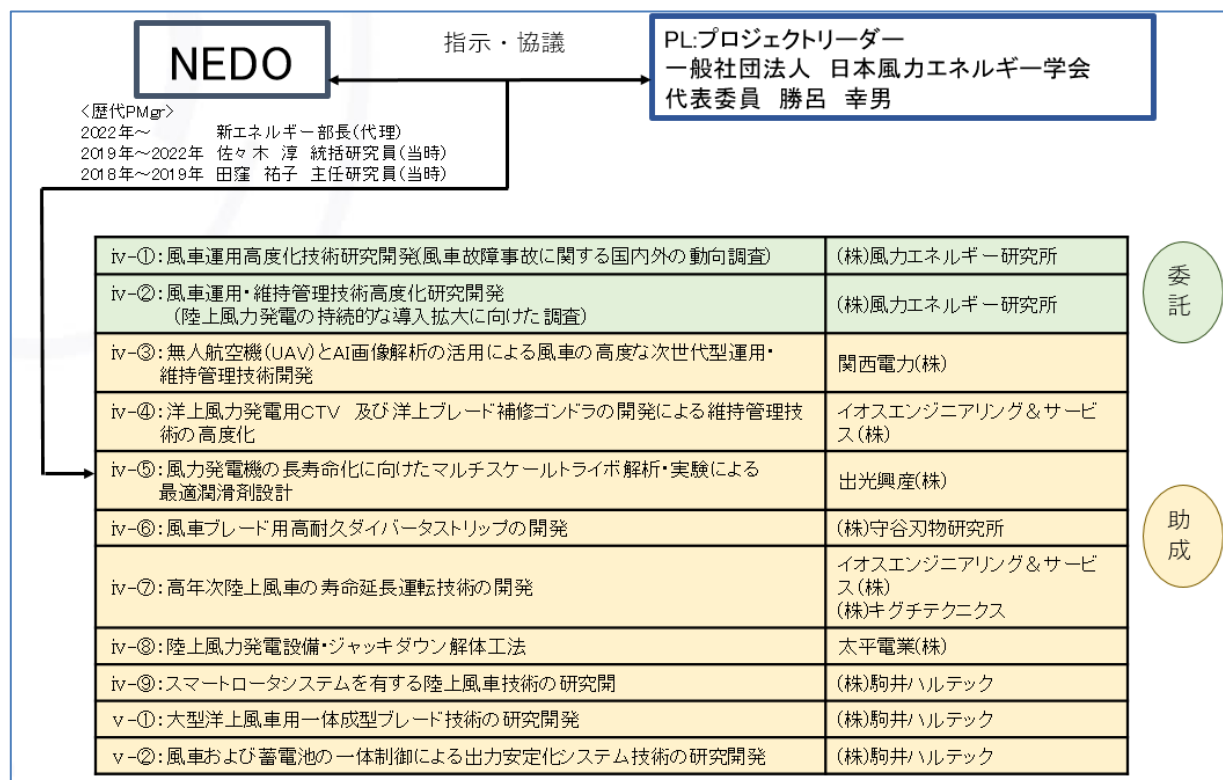 NEDO
指示・協議
PL:プロジェクトリーダー
一般社団法人　日本風力エネルギー学会
代表委員　勝呂　幸男
<歴代PMgr>
2022年～　　　　新エネルギー部長(代理)
2019年～2022年　佐々木　淳　統括研究員(当時)
2018年～2019年　田窪　祐子　主任研究員(当時)
ⅳ-①：風車運用高度化技術研究開発(風車故障事故に関する国内外の動向調査)
(株)風力エネルギー研究所
ⅳ-②：風車運用・維持管理技術高度化研究開発
（陸上風力発電の持続的な導入拡大に向けた調査）
(株)風力エネルギー研究所
委託
ⅳ-③：無人航空機(UAV)とAI画像解析の活用による風車の高度な次世代型運用・
維持管理技術開発
関西電力(株)
ⅳ-④：洋上風力発電用CTV　及び洋上ブレード補修ゴンドラの開発による維持管理技
術の高度化
イオスエンジニアリング＆サービ
ス(株)
ⅳ-⑤：風力発電機の長寿命化に向けたマルチスケールトライボ解析・実験による
最適潤滑剤設計
出光興産(株)
ⅳ-⑥：風車ブレード用高耐久ダイバータストリップの開発
(株)守谷刃物研究所
助成
ⅳ-⑦：高年次陸上風車の寿命延長運転技術の開発
イオスエンジニアリング＆サービ
ス(株)
(株)キグチテクニクス
ⅳ-⑧：陸上風力発電設備・ジャッキダウン解体工法
太平電業(株)
ⅳ-⑨：スマートロータシステムを有する陸上風車技術の研究開
(株)駒井ハルテック
ⅴ-①：大型洋上風車用一体成型ブレード技術の研究開発
(株)駒井ハルテック
ⅴ-②：風車および蓄電池の一体制御による出力安定化システム技術の研究開発
(株)駒井ハルテック